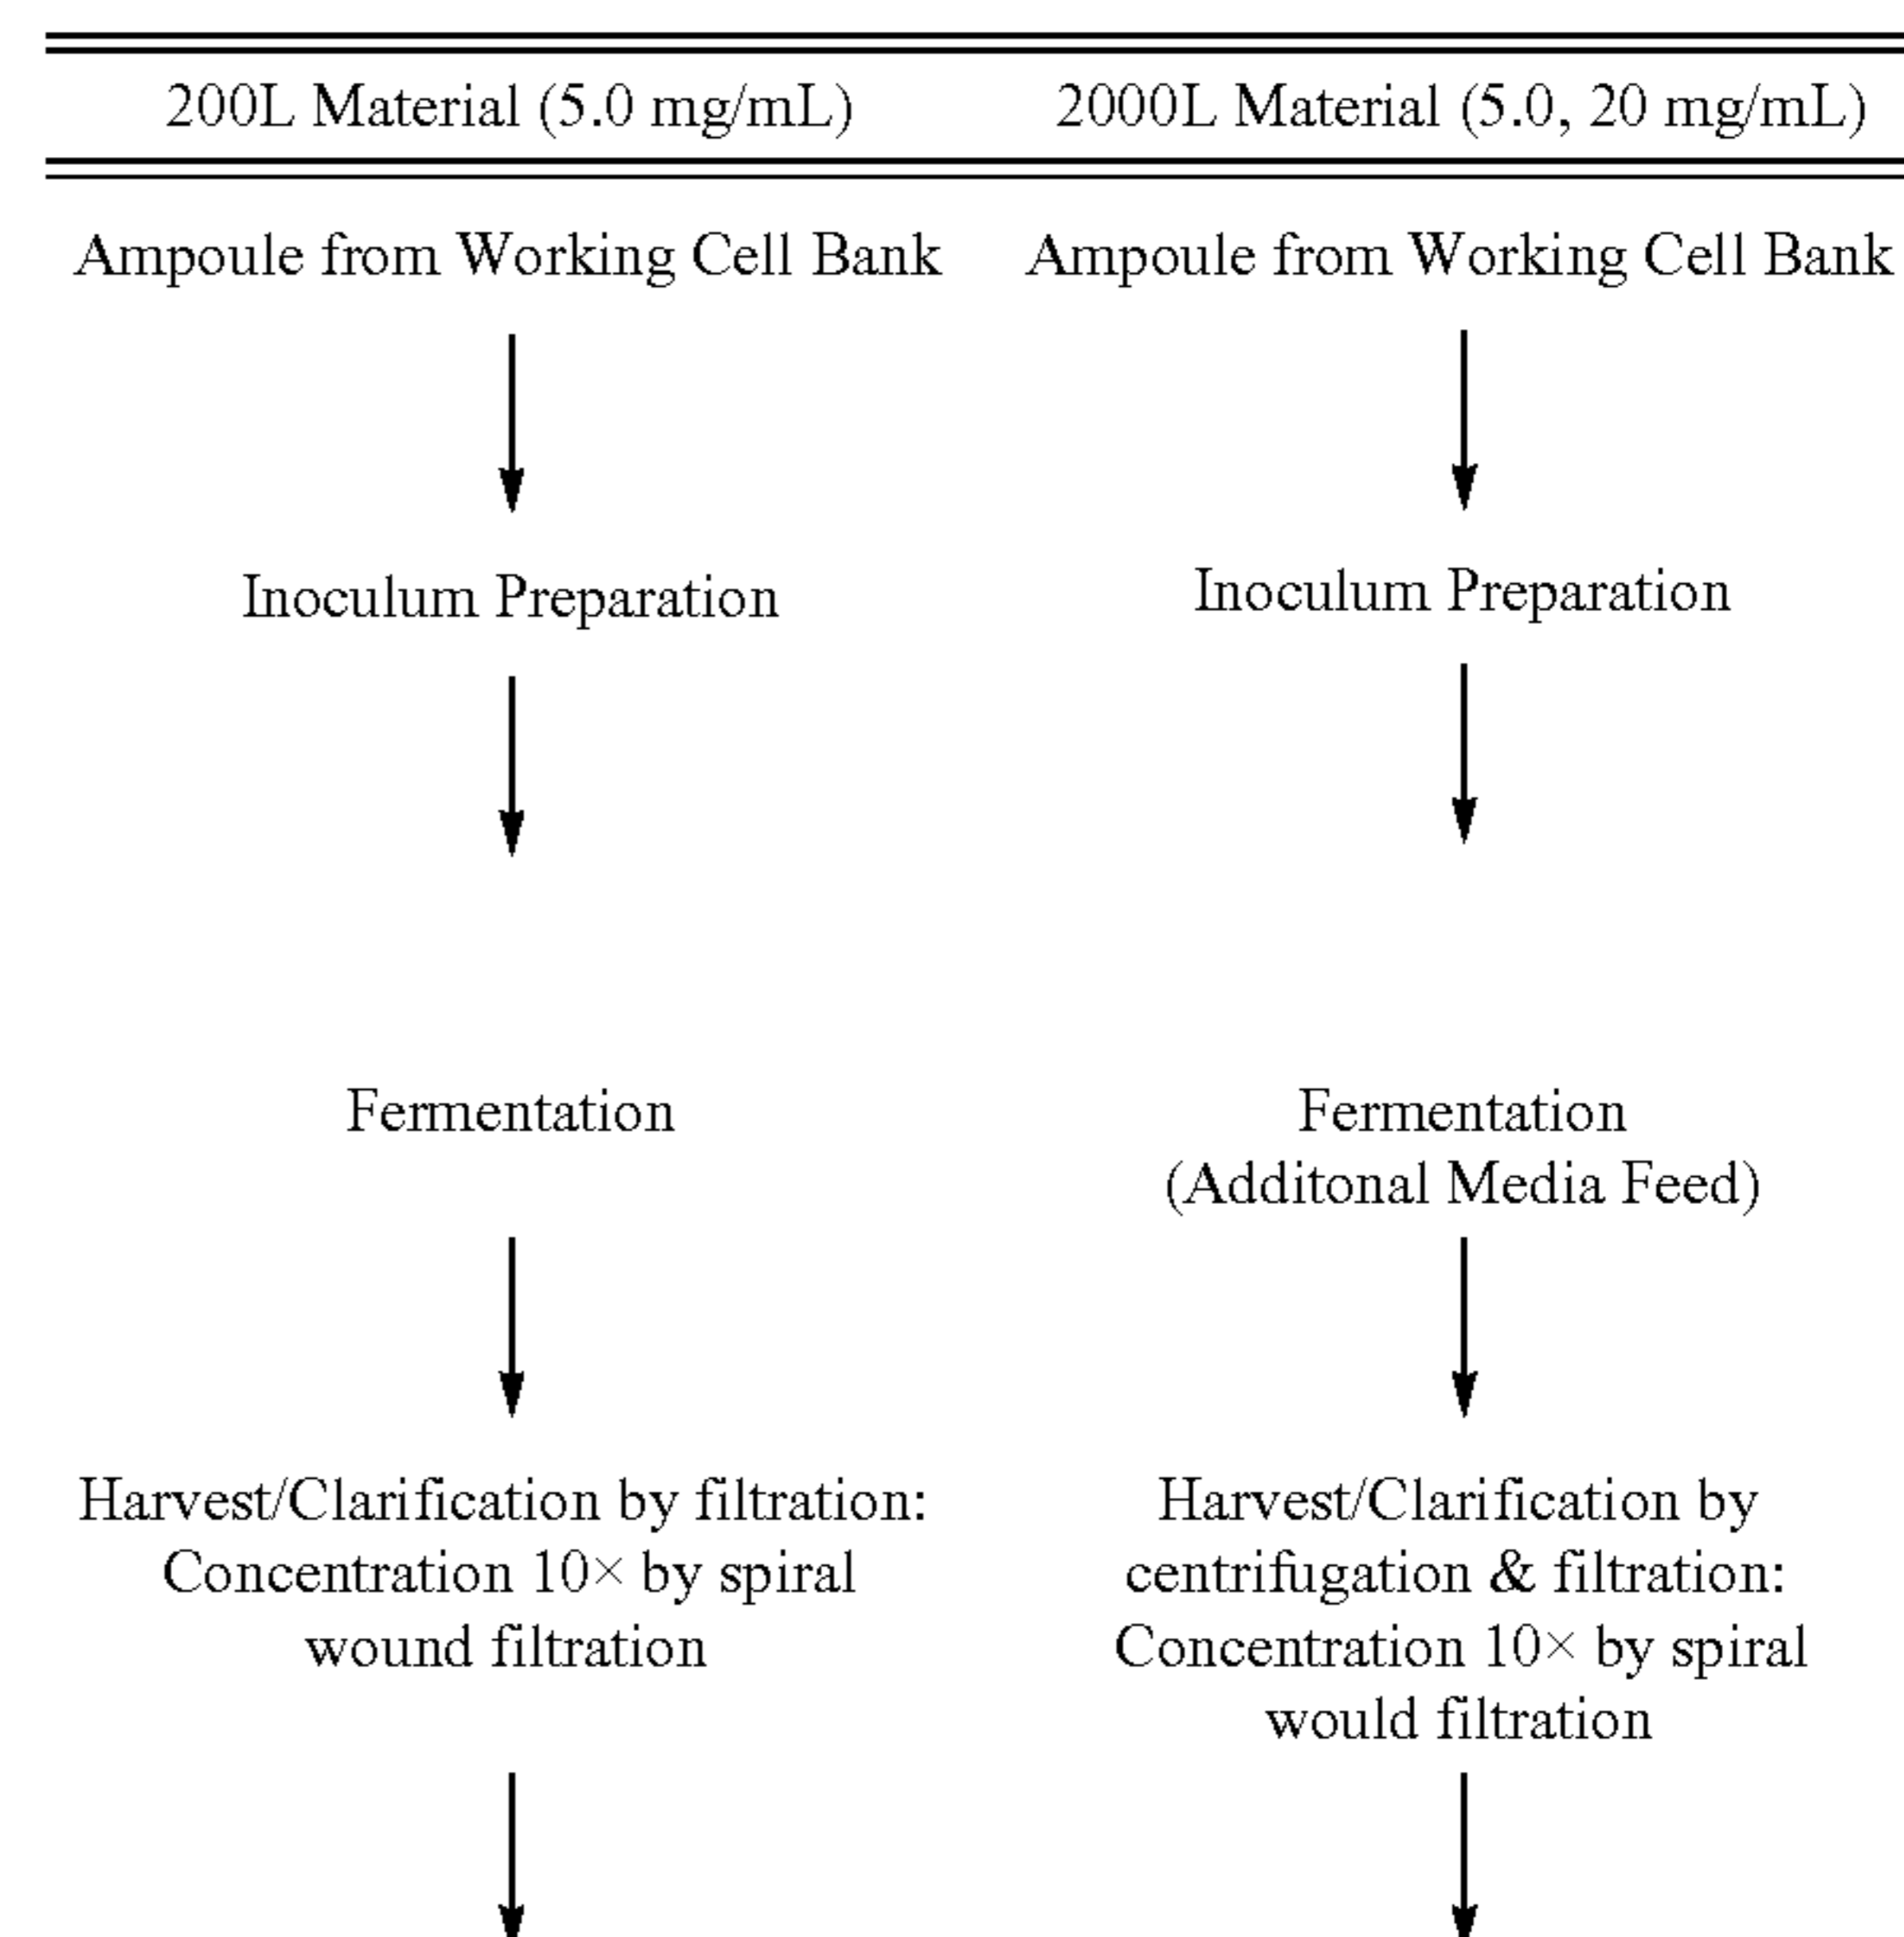 200L Material (5.0 mg/mL)
2000L Material (5.0, 20 mg/mL)
Ampoule from Working Cell Bank
Ampoule from Working Cell Bank
Inoculum Preparation
Inoculum Preparation
Fermentation
Fermentation
(Additonal Media Feed)
Harvest/Clarification by filtration:
Concentration 10× by spiral
wound filtration
Harvest/Clarification by
centrifugation & filtration:
Concentration 10× by spiral
would filtration